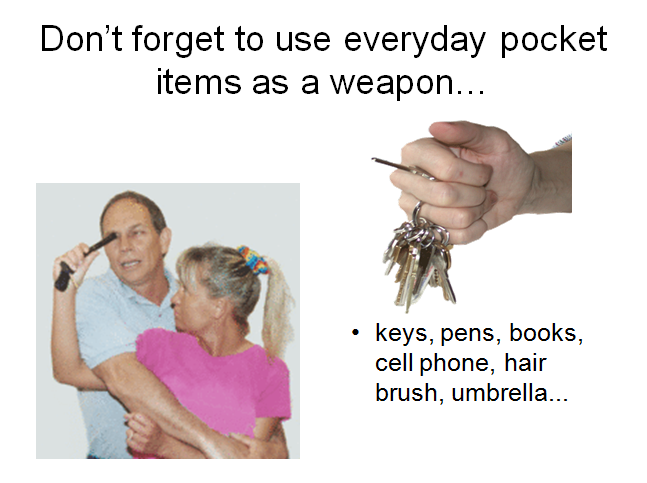 Don’t forget to use everyday pocket
items as a weapon…
• keys, pens, books,
cell phone, hair
brush, umbrella...